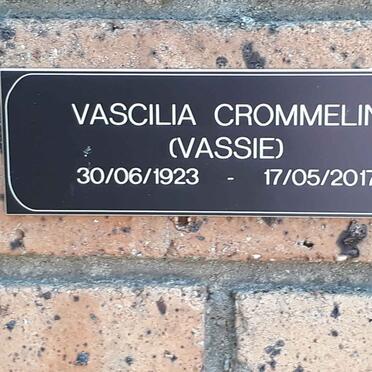 VASCILIA CROMMELIN
(VASSIE)
30/06/1923 - 17/05/2017